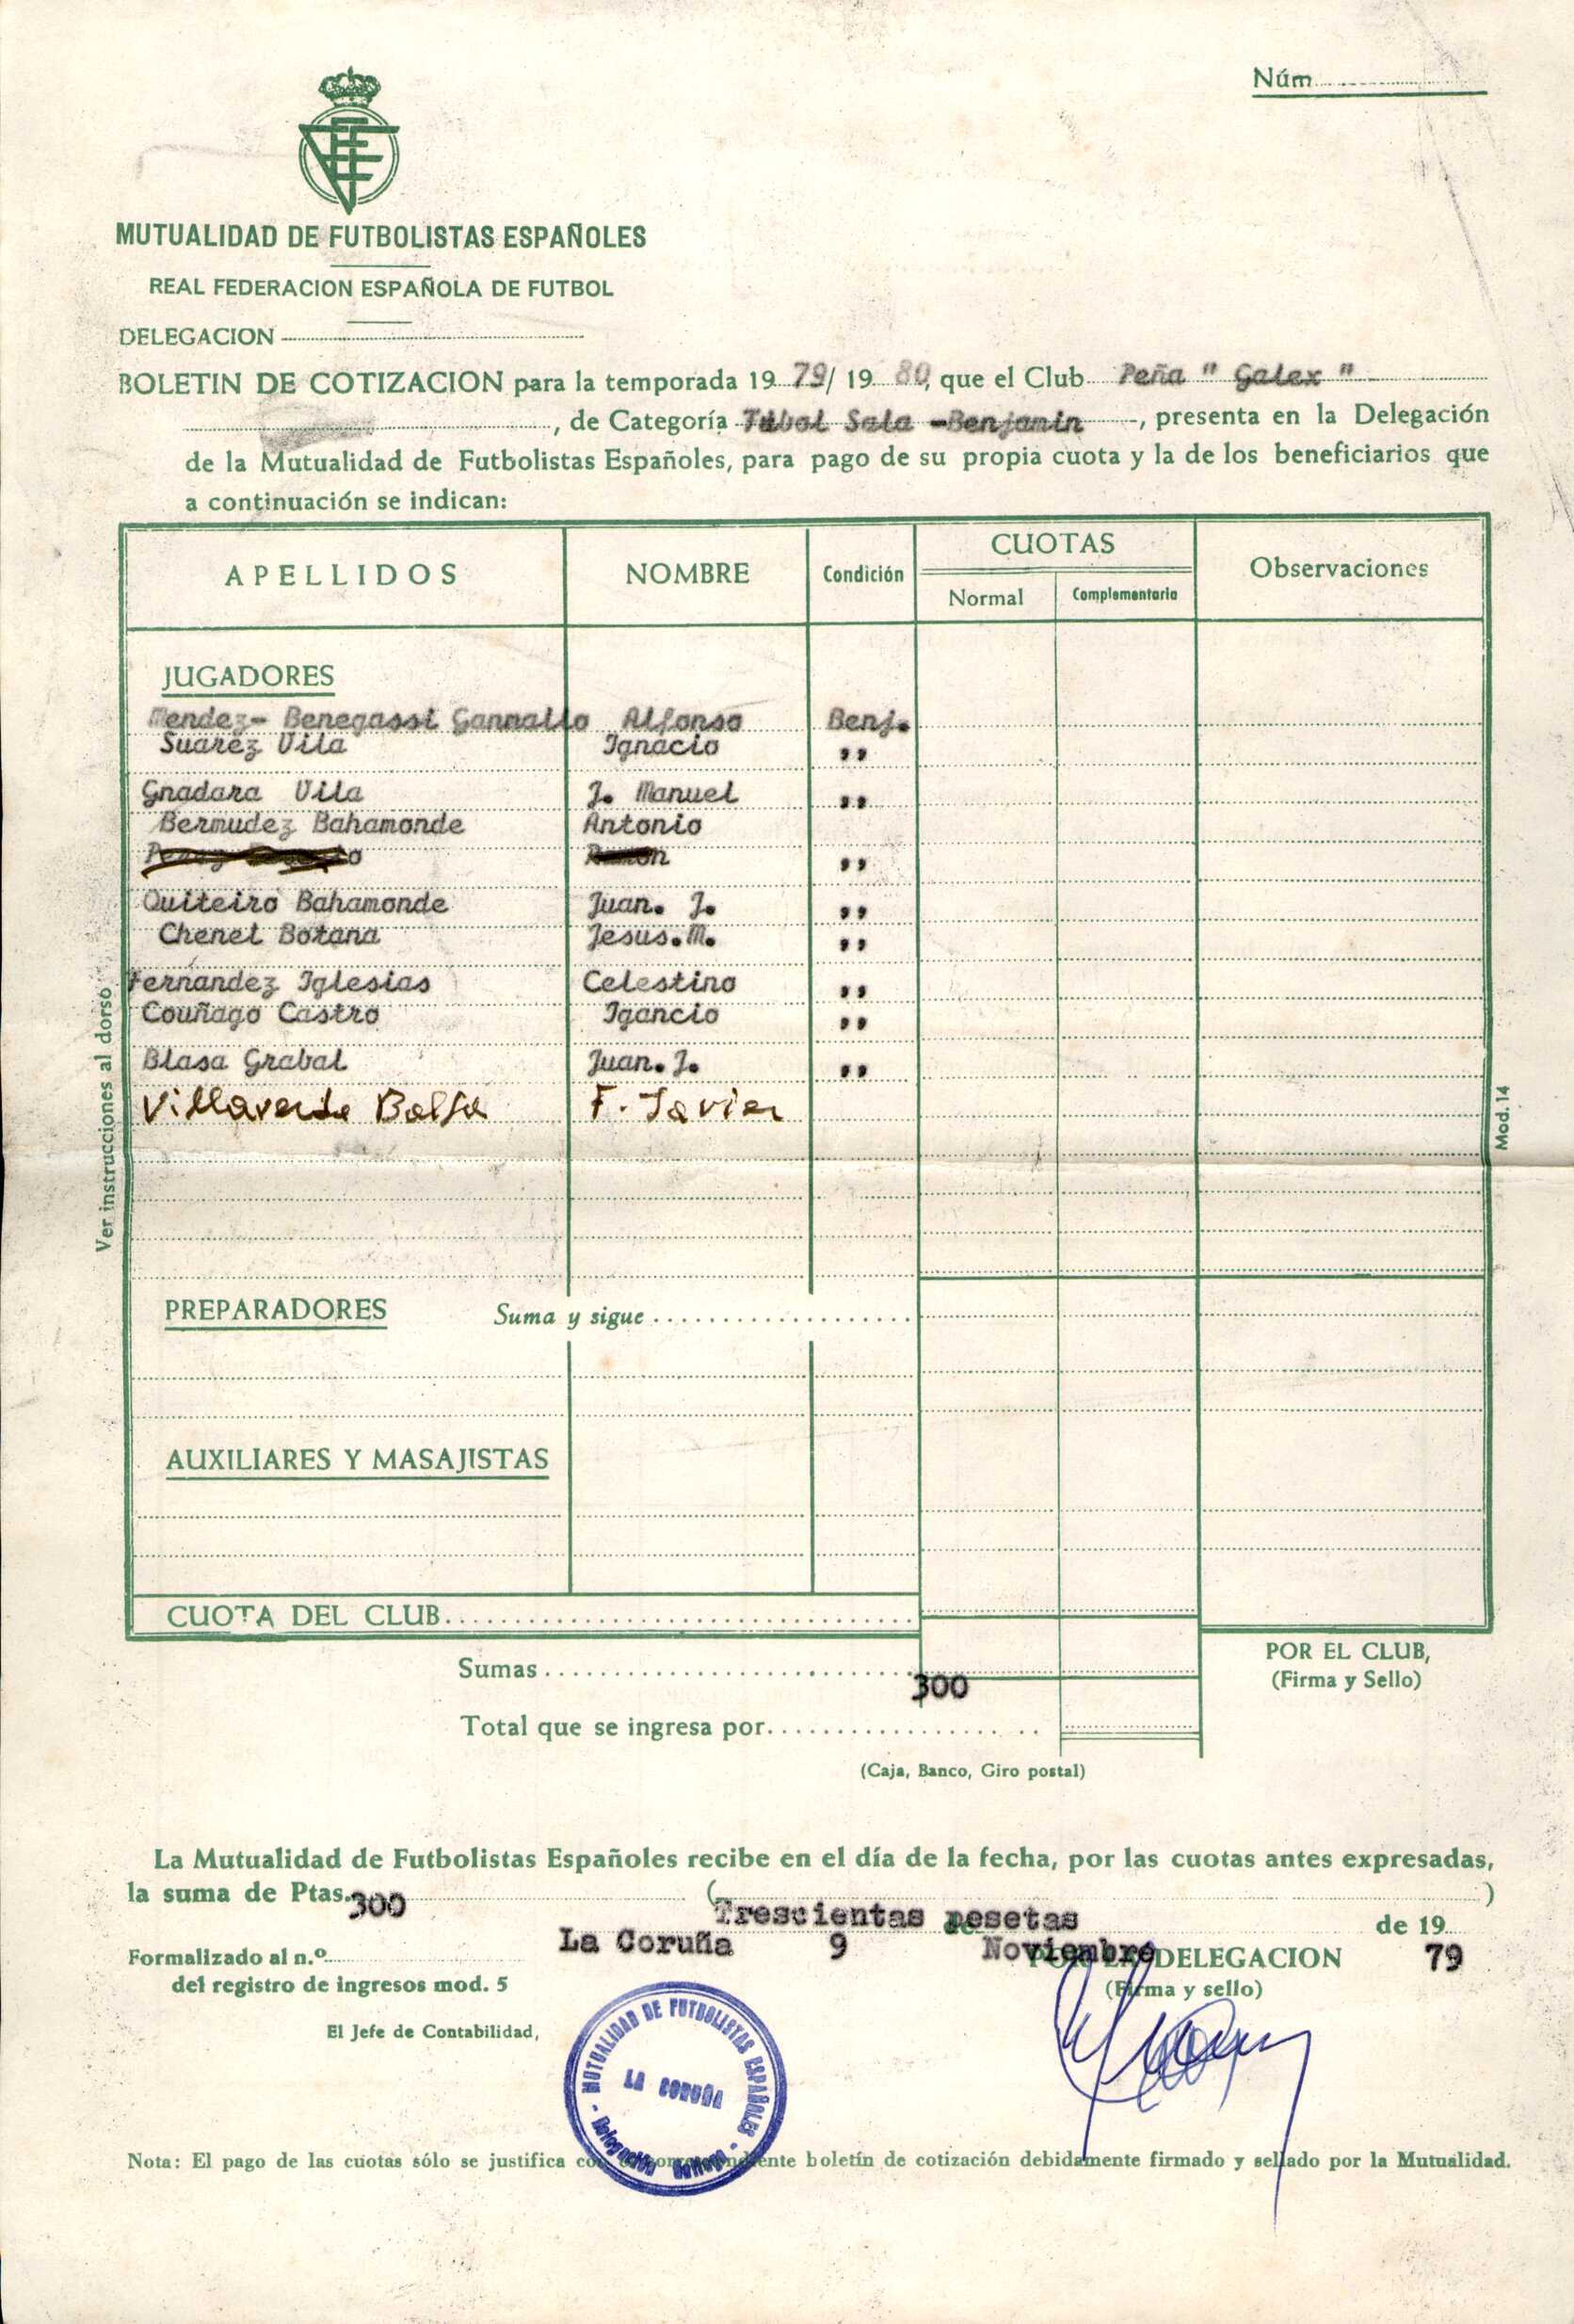 Núm
MUTUALIDAD DE FUTBOLISTAS ESPAÑOLES
REAL FEDERACION ESPAÑOLA DE FUTBOL
DELEGACION
BOLETIN DE COTIZACION para la temporada 19 79/ 19 80, que el Club Peña " Galex "
, de Categoría Fúbol Sala -Benjamin, presenta en la Delegación
de la Mutualidad de Futbolistas Españoles, para pago de su propia cuota y la de los beneficiarios que
a continuación se indican:
APELLIDOS NOMBRE Condición CUOTAS Observaciones
Normal Complementaria
JUGADORES
Mendez- Benegassi Alfonso Benj.
Suarez Vila Ignacio ,,
Gnadara Vila J. Manuel ,,
Bermudez Bahamonde Antonio
,,
Quiteiro Bahamonde Juan. J. ,,
Chenel Botana Jesus.M. ,,
Fernandez Iglesias Celestino ,,
Couñago Castro Igancio ,,
Blasa Grabal Juan. J. ,,
Villaverde Balsa F. Javier
PREPARADORES Suma y sigue
AUXILIARES Y MASAJISTAS
CUOTA DEL CLUB
Ver instrucciones al dorso
Mod. 14
Sumas
300
Total que se ingresa por
(Caja, Banco, Giro postal)
POR EL CLUB,
(Firma y Sello)
La Mutualidad de Futbolistas Españoles recibe en el día de la fecha, por las cuotas antes expresadas,
la suma de Ptas. 300 (Trescientas pesetas)
La Coruña 9 de Noviembre de 19 79
Formalizado al n.º
del registro de ingresos mod. 5
POR LA DELEGACION
(Firma y sello)
El Jefe de Contabilidad,
MUTUALIDAD DE FUTBOLISTAS ESPAÑOLES
LA CORUÑA
Delegación Gallega
Nota: El pago de las cuotas sólo se justifica con el correspondiente boletín de cotización debidamente firmado y sellado por la Mutualidad.